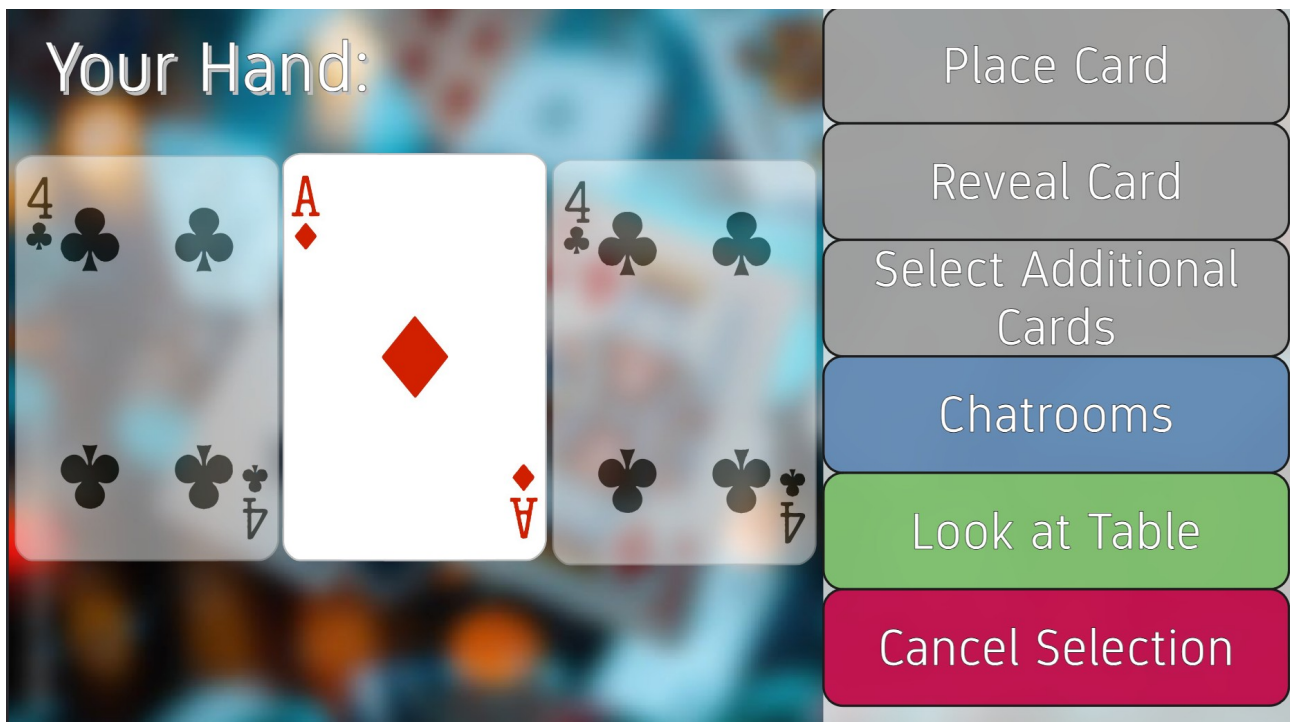 Your Hand:
4
4
A
A
4
4
Place Card
Reveal Card
Select Additional
Cards
Chatrooms
Look at Table
Cancel Selection